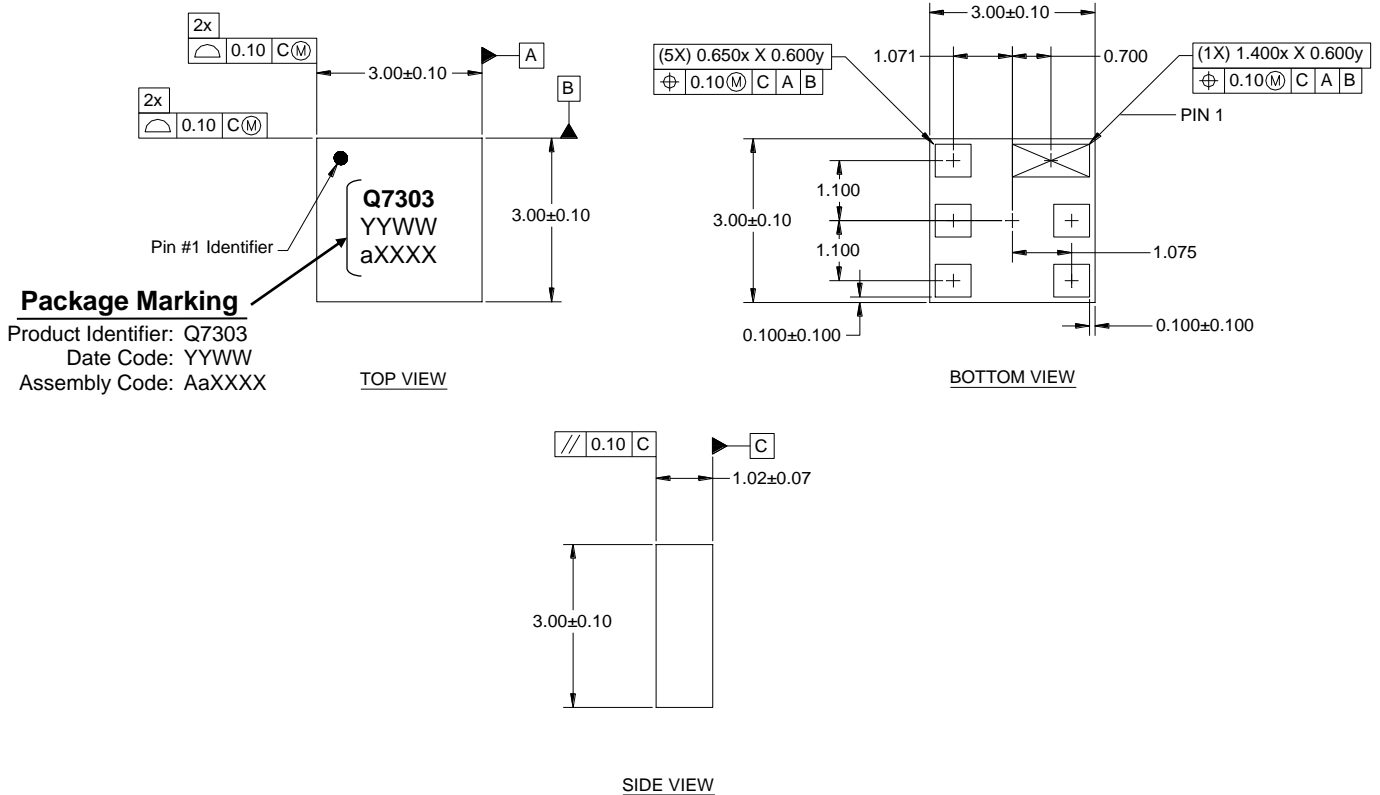 2x
⌓ 0.10 CⓂ
3.00±0.10
A
2x
⌓ 0.10 CⓂ
B
Q7303
YYWW
aXXXX
3.00±0.10
Pin #1 Identifier
Package Marking
Product Identifier: Q7303
Date Code: YYWW
Assembly Code: AaXXXX
TOP VIEW
3.00±0.10
(5X) 0.650x X 0.600y
⌖ 0.10Ⓜ C A B
1.071
0.700
(1X) 1.400x X 0.600y
⌖ 0.10Ⓜ C A B
PIN 1
1.100
3.00±0.10
1.100
1.075
0.100±0.100
0.100±0.100
BOTTOM VIEW
// 0.10 C
C
1.02±0.07
3.00±0.10
SIDE VIEW